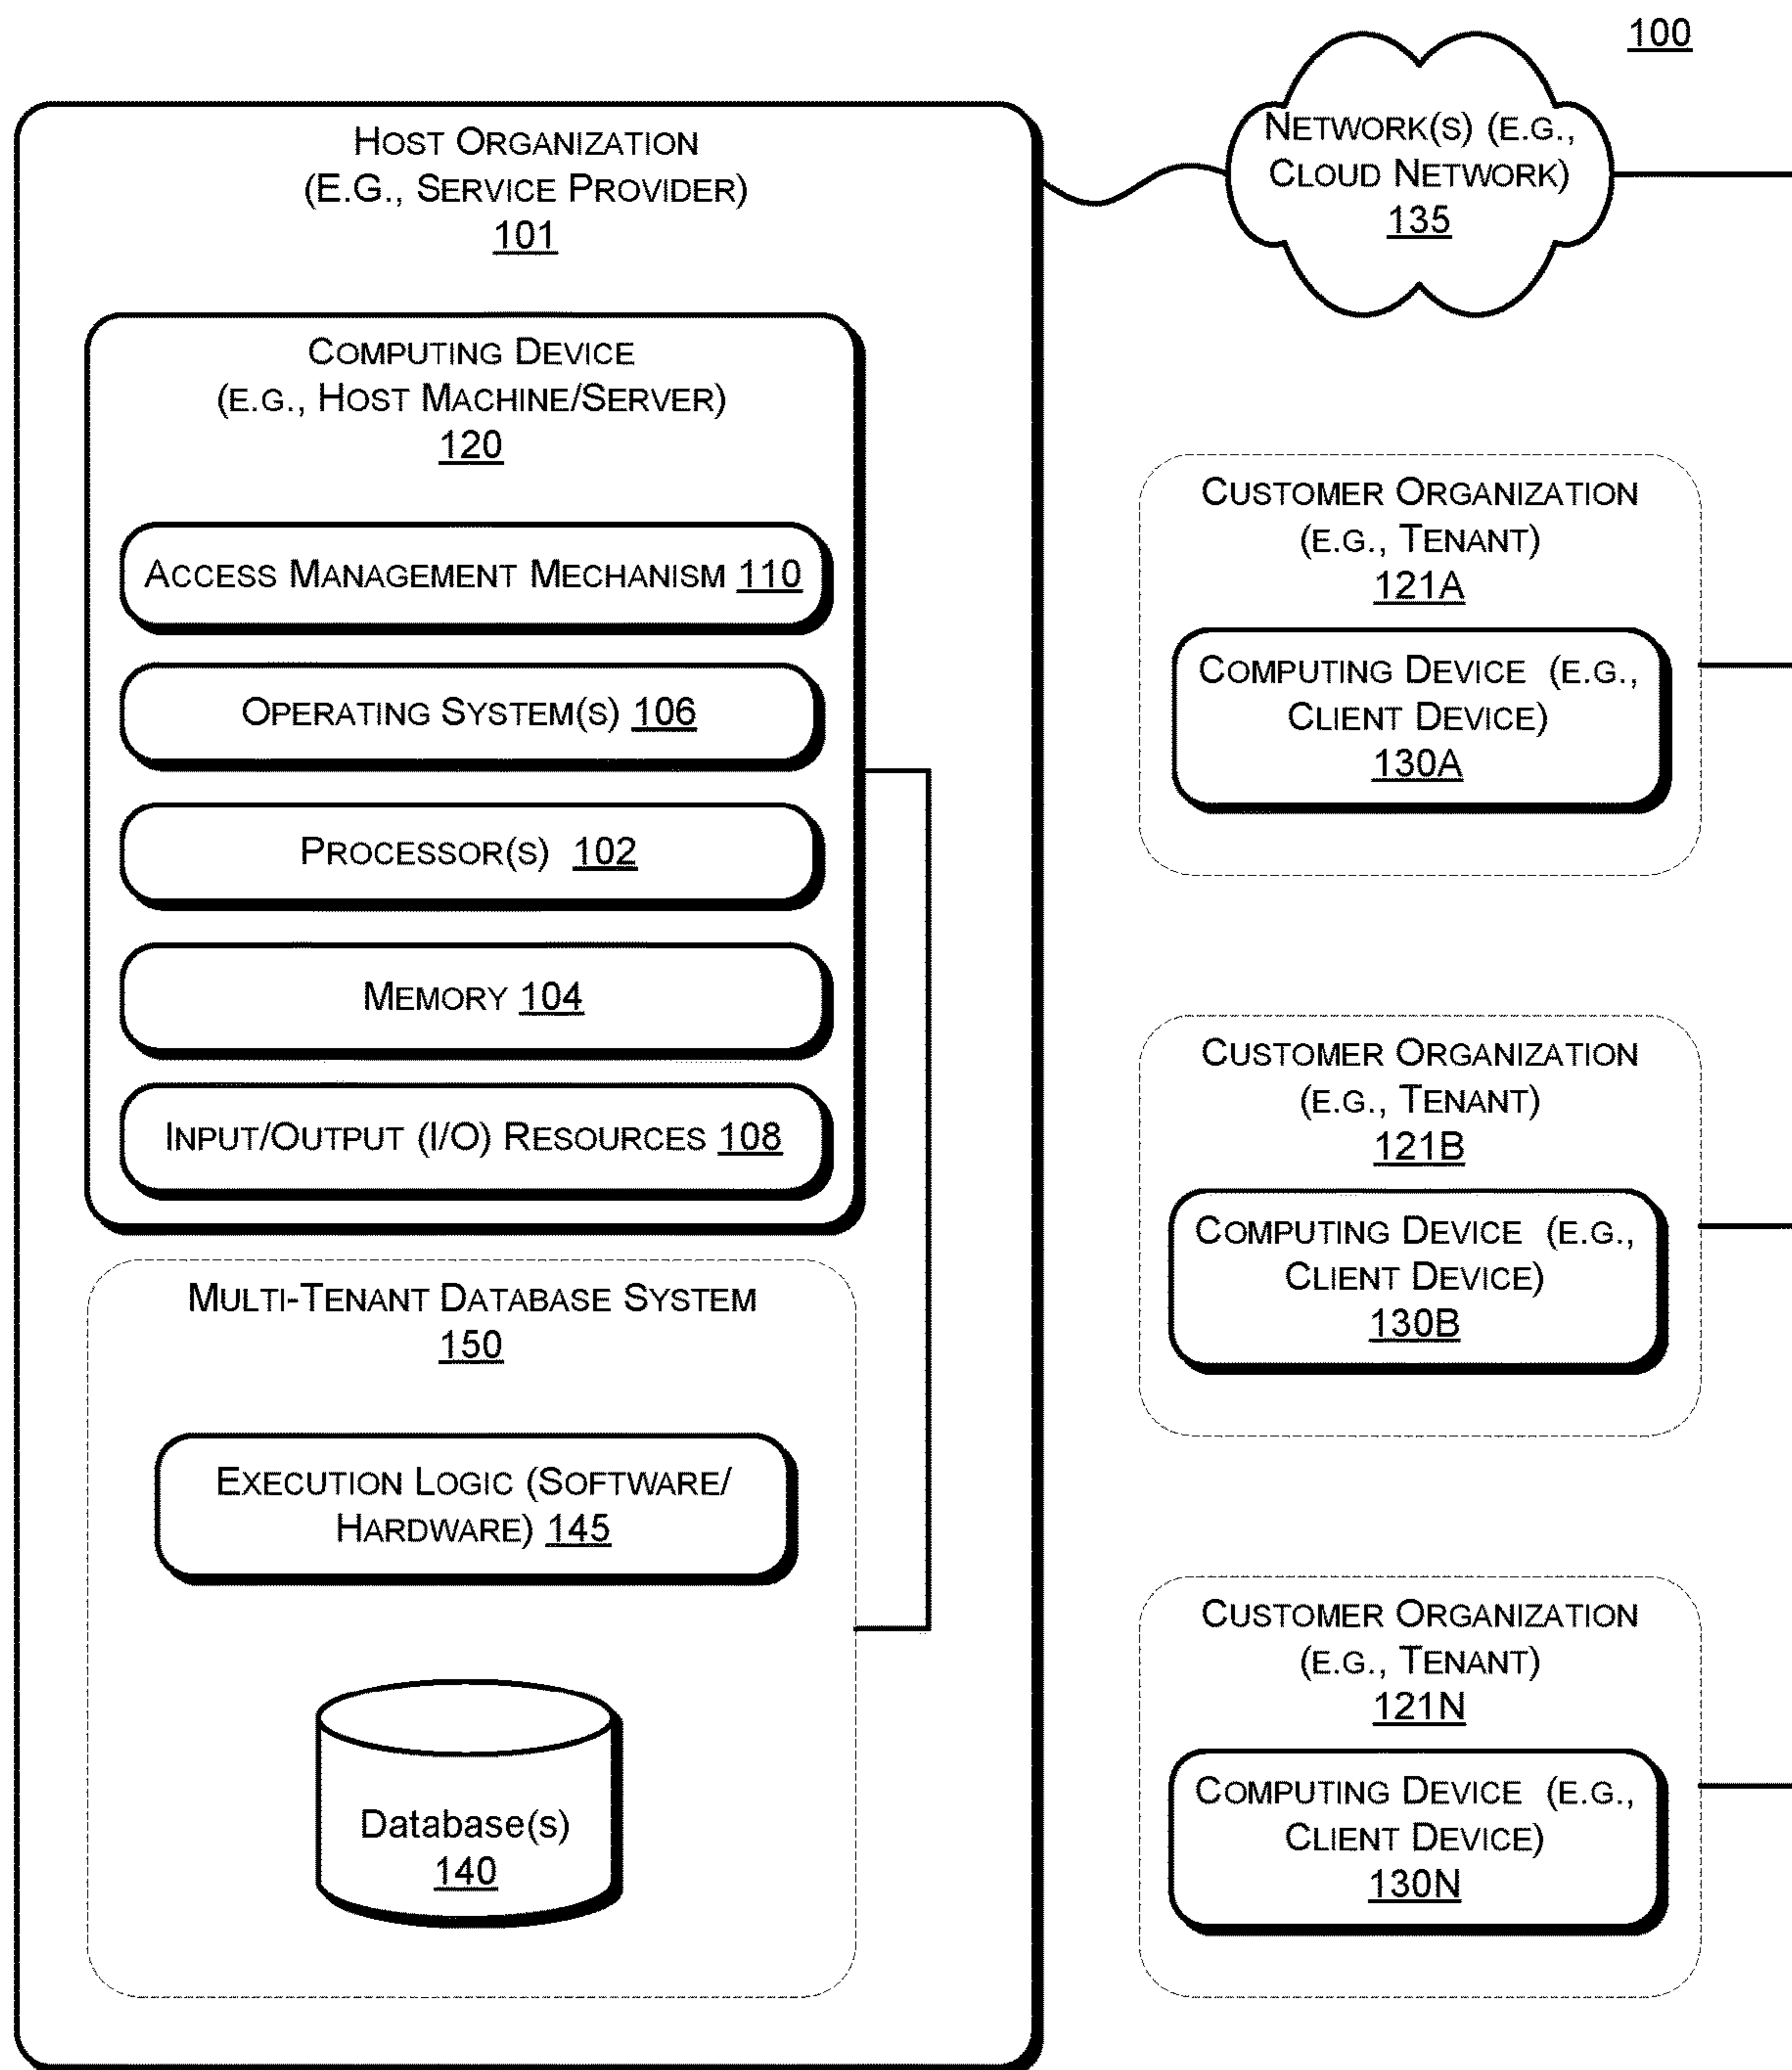 100
HOST ORGANIZATION
(E.G., SERVICE PROVIDER)
101
NETWORK(S) (E.G.,
CLOUD NETWORK)
135
COMPUTING DEVICE
(E.G., HOST MACHINE/SERVER)
120
ACCESS MANAGEMENT MECHANISM 110
OPERATING SYSTEM(S) 106
PROCESSOR(S) 102
MEMORY 104
INPUT/OUTPUT (I/O) RESOURCES 108
MULTI-TENANT DATABASE SYSTEM
150
EXECUTION LOGIC (SOFTWARE/
HARDWARE) 145
Database(s)
140
CUSTOMER ORGANIZATION
(E.G., TENANT)
121A
COMPUTING DEVICE (E.G.,
CLIENT DEVICE)
130A
CUSTOMER ORGANIZATION
(E.G., TENANT)
121B
COMPUTING DEVICE (E.G.,
CLIENT DEVICE)
130B
CUSTOMER ORGANIZATION
(E.G., TENANT)
121N
COMPUTING DEVICE (E.G.,
CLIENT DEVICE)
130N